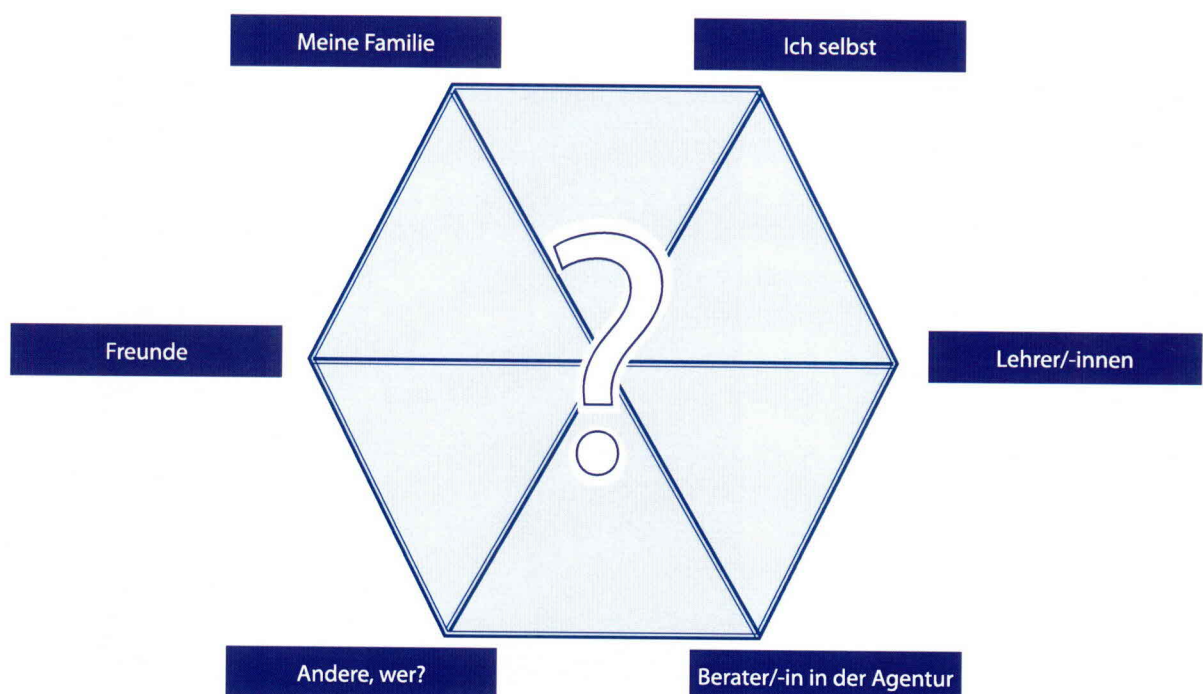 Meine Familie
Ich selbst
Freunde
?
Lehrer/-innen
Andere, wer?
Berater/-in in der Agentur